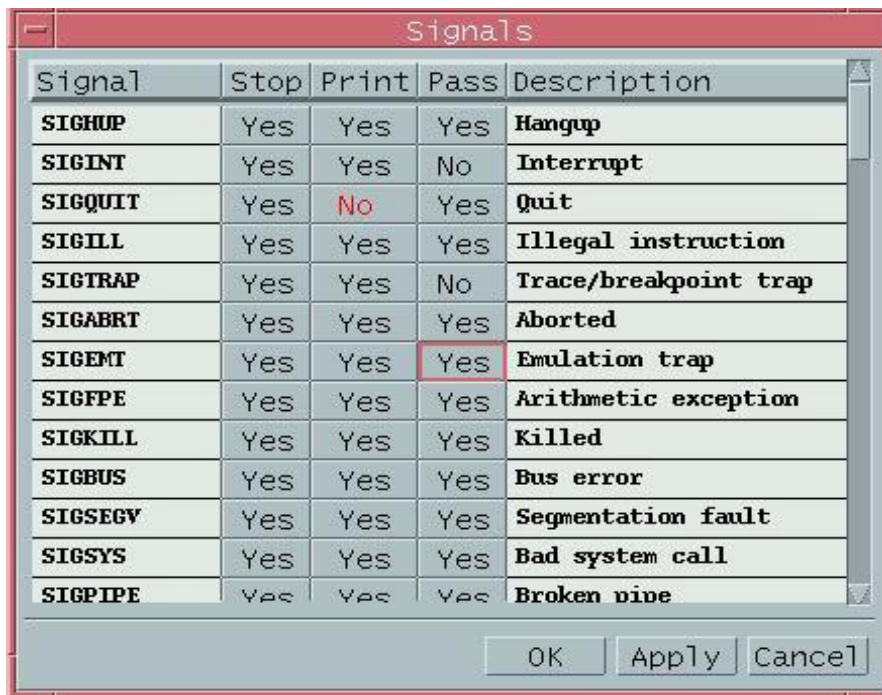 Signals
Signal Stop Print Pass Description
SIGHUP Yes Yes Yes Hangup
SIGINT Yes Yes No Interrupt
SIGQUIT Yes No Yes Quit
SIGILL Yes Yes Yes Illegal instruction
SIGTRAP Yes Yes No Trace/breakpoint trap
SIGABRT Yes Yes Yes Aborted
SIGEMT Yes Yes Yes Emulation trap
SIGFPE Yes Yes Yes Arithmetic exception
SIGKILL Yes Yes Yes Killed
SIGBUS Yes Yes Yes Bus error
SIGSEGV Yes Yes Yes Segmentation fault
SIGSYS Yes Yes Yes Bad system call
SIGPIPE Yes Yes Yes Broken pipe
OK Apply Cancel